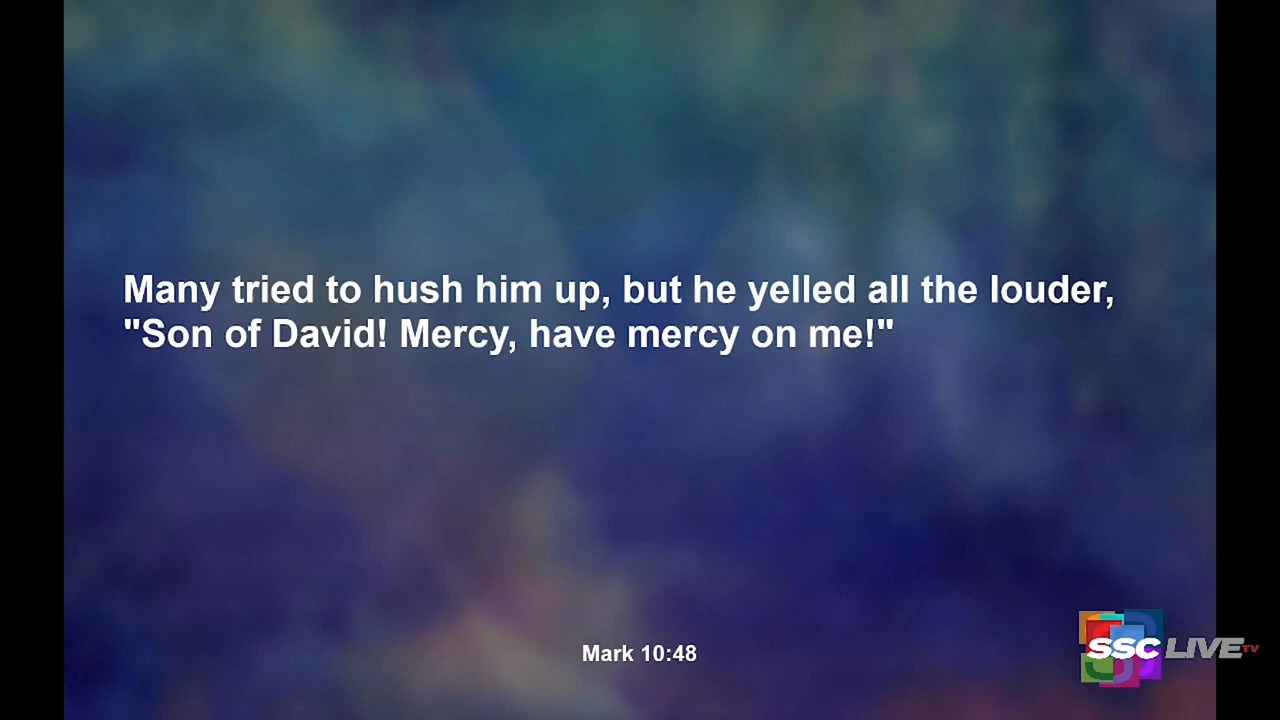 Many tried to hush him up, but he yelled all the louder,
"Son of David! Mercy, have mercy on me!"
Mark 10:48
SSC LIVE TV